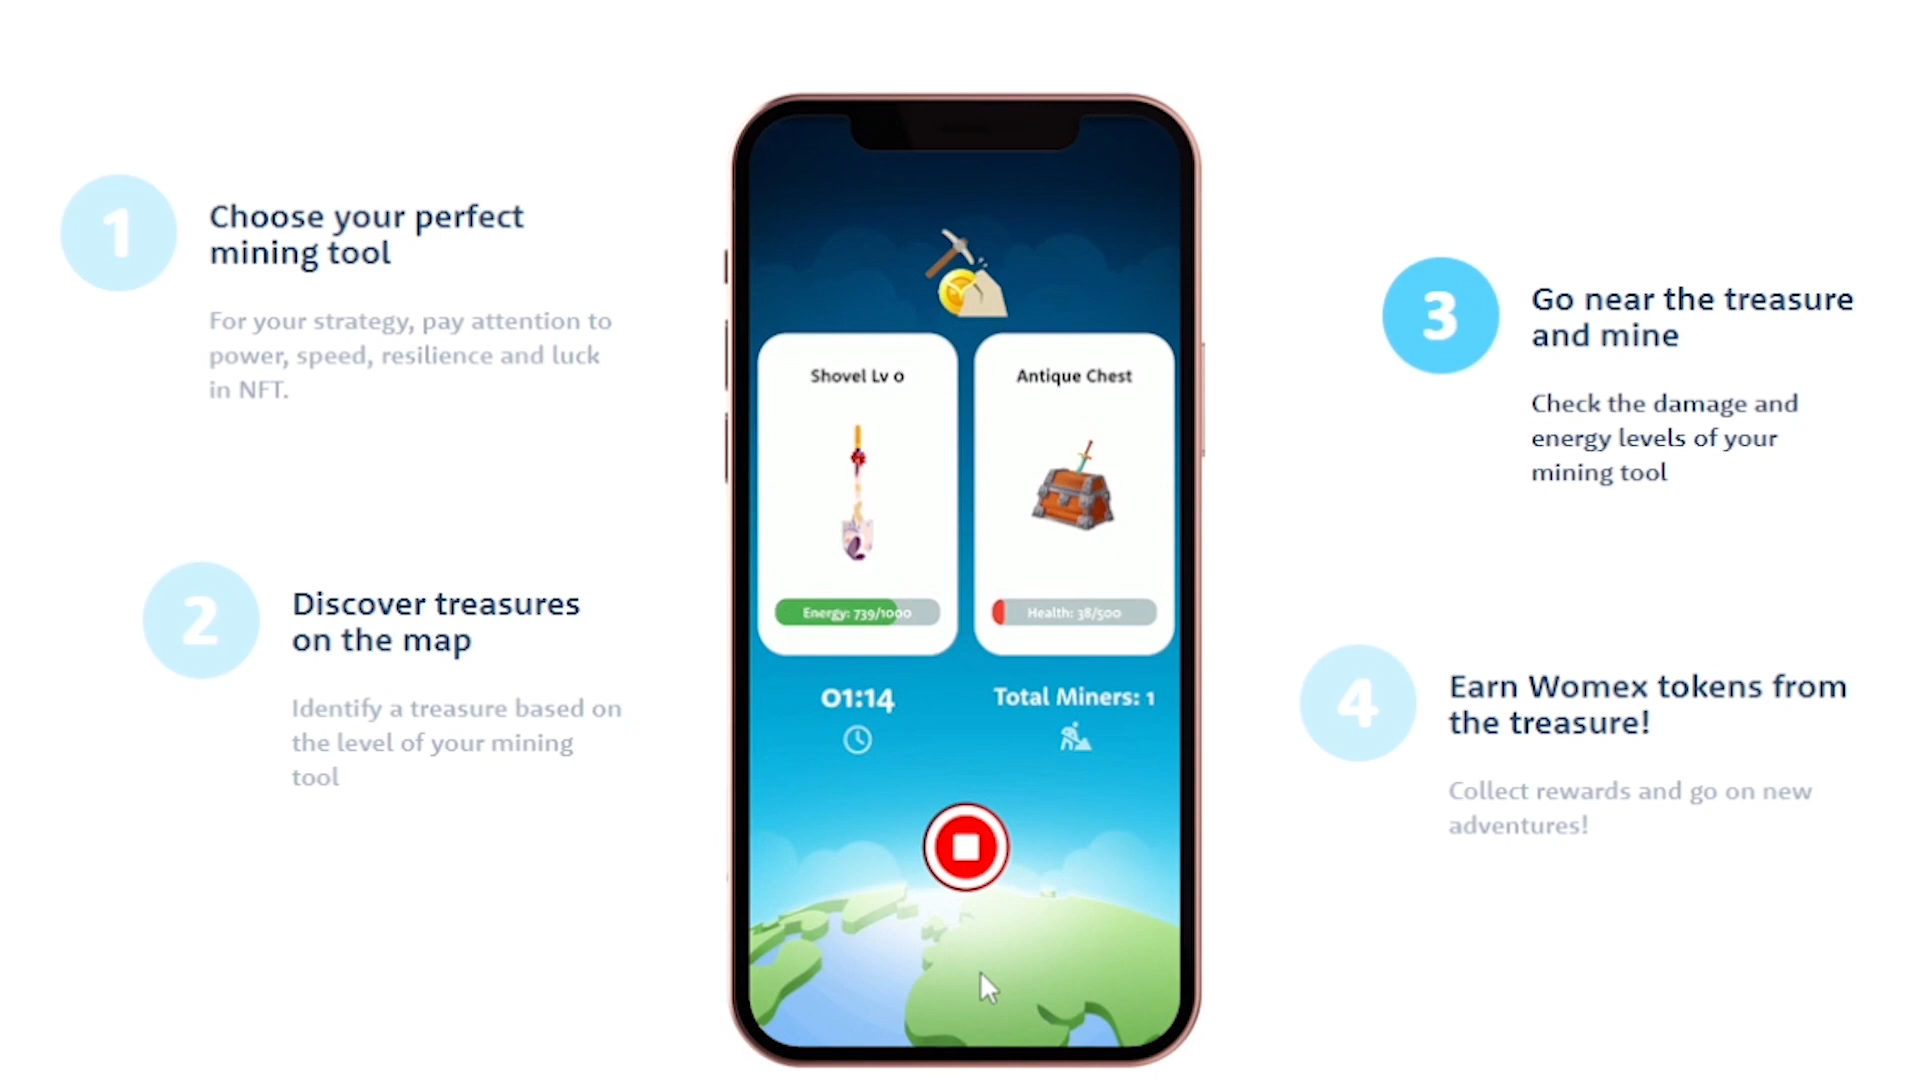 1
Choose your perfect
mining tool
For your strategy, pay attention to
power, speed, resilience and luck
in NFT.
2
Discover treasures
on the map
Identify a treasure based on
the level of your mining
tool
Shovel Lv 0
Energy: 739/1000
01:14
Antique Chest
Health: 38/500
Total Miners: 1
3
Go near the treasure
and mine
Check the damage and
energy levels of your
mining tool
4
Earn Womex tokens from
the treasure!
Collect rewards and go on new
adventures!